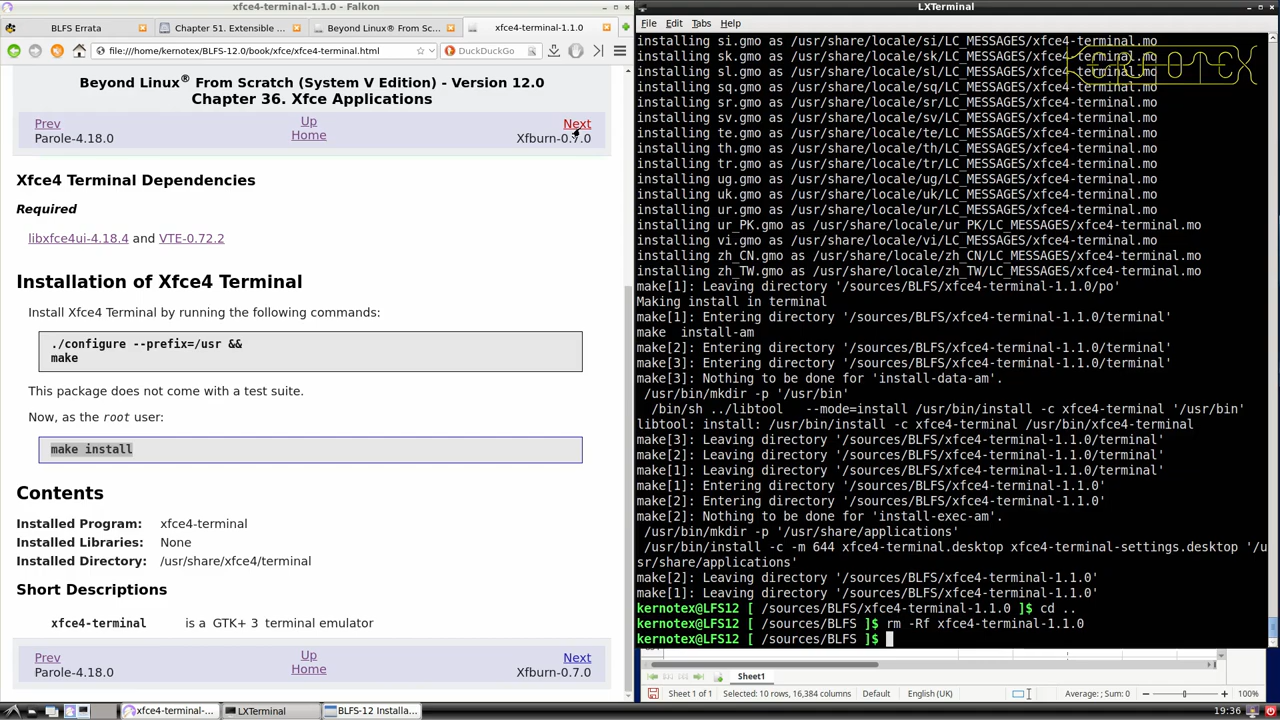 xfce4-terminal-1.1.0 - Falkon
BLFS Errata
Chapter 51. Extensible ...
Beyond Linux® From Scr...
xfce4-terminal-1.1.0
file:///home/kernotex/BLFS-12.0/book/xfce/xfce4-terminal.html
DuckDuckGo
Beyond Linux® From Scratch (System V Edition) - Version 12.0
Chapter 36. Xfce Applications
Prev
Up
Next
Parole-4.18.0
Home
Xfburn-0.7.0
Xfce4 Terminal Dependencies
Required
libxfce4ui-4.18.4 and VTE-0.72.2
Installation of Xfce4 Terminal
Install Xfce4 Terminal by running the following commands:
./configure --prefix=/usr &&
make
This package does not come with a test suite.
Now, as the root user:
make install
Contents
Installed Program: xfce4-terminal
Installed Libraries: None
Installed Directory: /usr/share/xfce4/terminal
Short Descriptions
xfce4-terminal is a GTK+ 3 terminal emulator
Prev
Up
Next
Parole-4.18.0
Home
Xfburn-0.7.0
LXTerminal
File Edit Tabs Help
KERNOTEX
installing si.gmo as /usr/share/locale/si/LC_MESSAGES/xfce4-terminal.mo
installing sk.gmo as /usr/share/locale/sk/LC_MESSAGES/xfce4-terminal.mo
installing sl.gmo as /usr/share/locale/sl/LC_MESSAGES/xfce4-terminal.mo
installing sq.gmo as /usr/share/locale/sq/LC_MESSAGES/xfce4-terminal.mo
installing sr.gmo as /usr/share/locale/sr/LC_MESSAGES/xfce4-terminal.mo
installing sv.gmo as /usr/share/locale/sv/LC_MESSAGES/xfce4-terminal.mo
installing te.gmo as /usr/share/locale/te/LC_MESSAGES/xfce4-terminal.mo
installing th.gmo as /usr/share/locale/th/LC_MESSAGES/xfce4-terminal.mo
installing tr.gmo as /usr/share/locale/tr/LC_MESSAGES/xfce4-terminal.mo
installing ug.gmo as /usr/share/locale/ug/LC_MESSAGES/xfce4-terminal.mo
installing uk.gmo as /usr/share/locale/uk/LC_MESSAGES/xfce4-terminal.mo
installing ur.gmo as /usr/share/locale/ur/LC_MESSAGES/xfce4-terminal.mo
installing ur_PK.gmo as /usr/share/locale/ur_PK/LC_MESSAGES/xfce4-terminal.mo
installing vi.gmo as /usr/share/locale/vi/LC_MESSAGES/xfce4-terminal.mo
installing zh_CN.gmo as /usr/share/locale/zh_CN/LC_MESSAGES/xfce4-terminal.mo
installing zh_TW.gmo as /usr/share/locale/zh_TW/LC_MESSAGES/xfce4-terminal.mo
make[1]: Leaving directory '/sources/BLFS/xfce4-terminal-1.1.0/po'
Making install in terminal
make[1]: Entering directory '/sources/BLFS/xfce4-terminal-1.1.0/terminal'
make  install-am
make[2]: Entering directory '/sources/BLFS/xfce4-terminal-1.1.0/terminal'
make[3]: Entering directory '/sources/BLFS/xfce4-terminal-1.1.0/terminal'
make[3]: Nothing to be done for 'install-data-am'.
/usr/bin/mkdir -p '/usr/bin'
/bin/sh ../libtool   --mode=install /usr/bin/install -c xfce4-terminal '/usr/bin'
libtool: install: /usr/bin/install -c xfce4-terminal /usr/bin/xfce4-terminal
make[3]: Leaving directory '/sources/BLFS/xfce4-terminal-1.1.0/terminal'
make[2]: Leaving directory '/sources/BLFS/xfce4-terminal-1.1.0/terminal'
make[1]: Leaving directory '/sources/BLFS/xfce4-terminal-1.1.0/terminal'
make[1]: Entering directory '/sources/BLFS/xfce4-terminal-1.1.0'
make[2]: Entering directory '/sources/BLFS/xfce4-terminal-1.1.0'
make[2]: Nothing to be done for 'install-exec-am'.
/usr/bin/mkdir -p '/usr/share/applications'
/usr/bin/install -c -m 644 xfce4-terminal.desktop xfce4-terminal-settings.desktop '/u
sr/share/applications'
make[2]: Leaving directory '/sources/BLFS/xfce4-terminal-1.1.0'
make[1]: Leaving directory '/sources/BLFS/xfce4-terminal-1.1.0'
kernotex@LFS12 [ /sources/BLFS/xfce4-terminal-1.1.0 ]$ cd ..
kernotex@LFS12 [ /sources/BLFS ]$ rm -Rf xfce4-terminal-1.1.0
kernotex@LFS12 [ /sources/BLFS ]$
Sheet1
Sheet 1 of 1
Selected: 10 rows, 16,384 columns
Default
English (UK)
Average: ; Sum: 0
100%
xfce4-terminal-...
LXTerminal
BLFS-12 Installa...
19:36